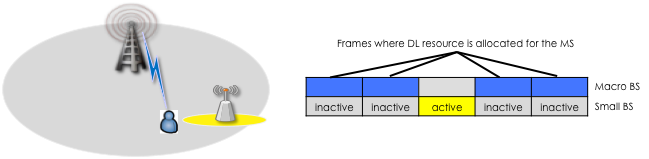 Frames where DL resource is allocated for the MS
Macro BS
inactive inactive active inactive inactive Small BS